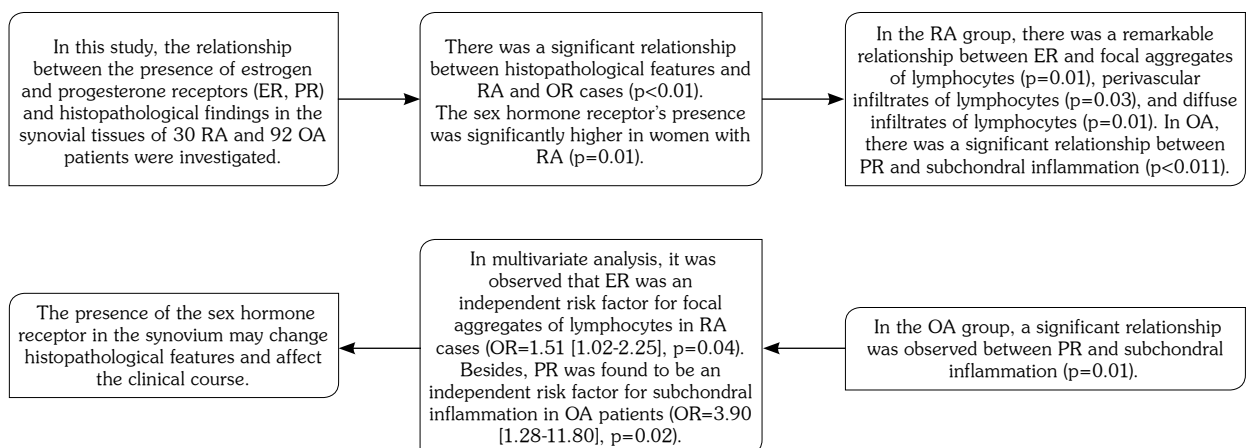 In this study, the relationship
between the presence of estrogen
and progesterone receptors (ER, PR)
and histopathological findings in the
synovial tissues of 30 RA and 92 OA
patients were investigated.
There was a significant relationship
between histopathological features and
RA and OR cases (p<0.01).
The sex hormone receptor's presence
was significantly higher in women with
RA (p=0.01).
In the RA group, there was a remarkable
relationship between ER and focal aggregates
of lymphocytes (p=0.01), perivascular
infiltrates of lymphocytes (p=0.03), and diffuse
infiltrates of lymphocytes (p=0.01). In OA,
there was a significant relationship between
PR and subchondral inflammation (p<0.011).
In the OA group, a significant relationship
was observed between PR and subchondral
inflammation (p=0.01).
In multivariate analysis, it was
observed that ER was an
independent risk factor for focal
aggregates of lymphocytes in RA
cases (OR=1.51 [1.02-2.25], p=0.04).
Besides, PR was found to be an
independent risk factor for subchondral
inflammation in OA patients (OR=3.90
[1.28-11.80], p=0.02).
The presence of the sex hormone
receptor in the synovium may change
histopathological features and affect
the clinical course.